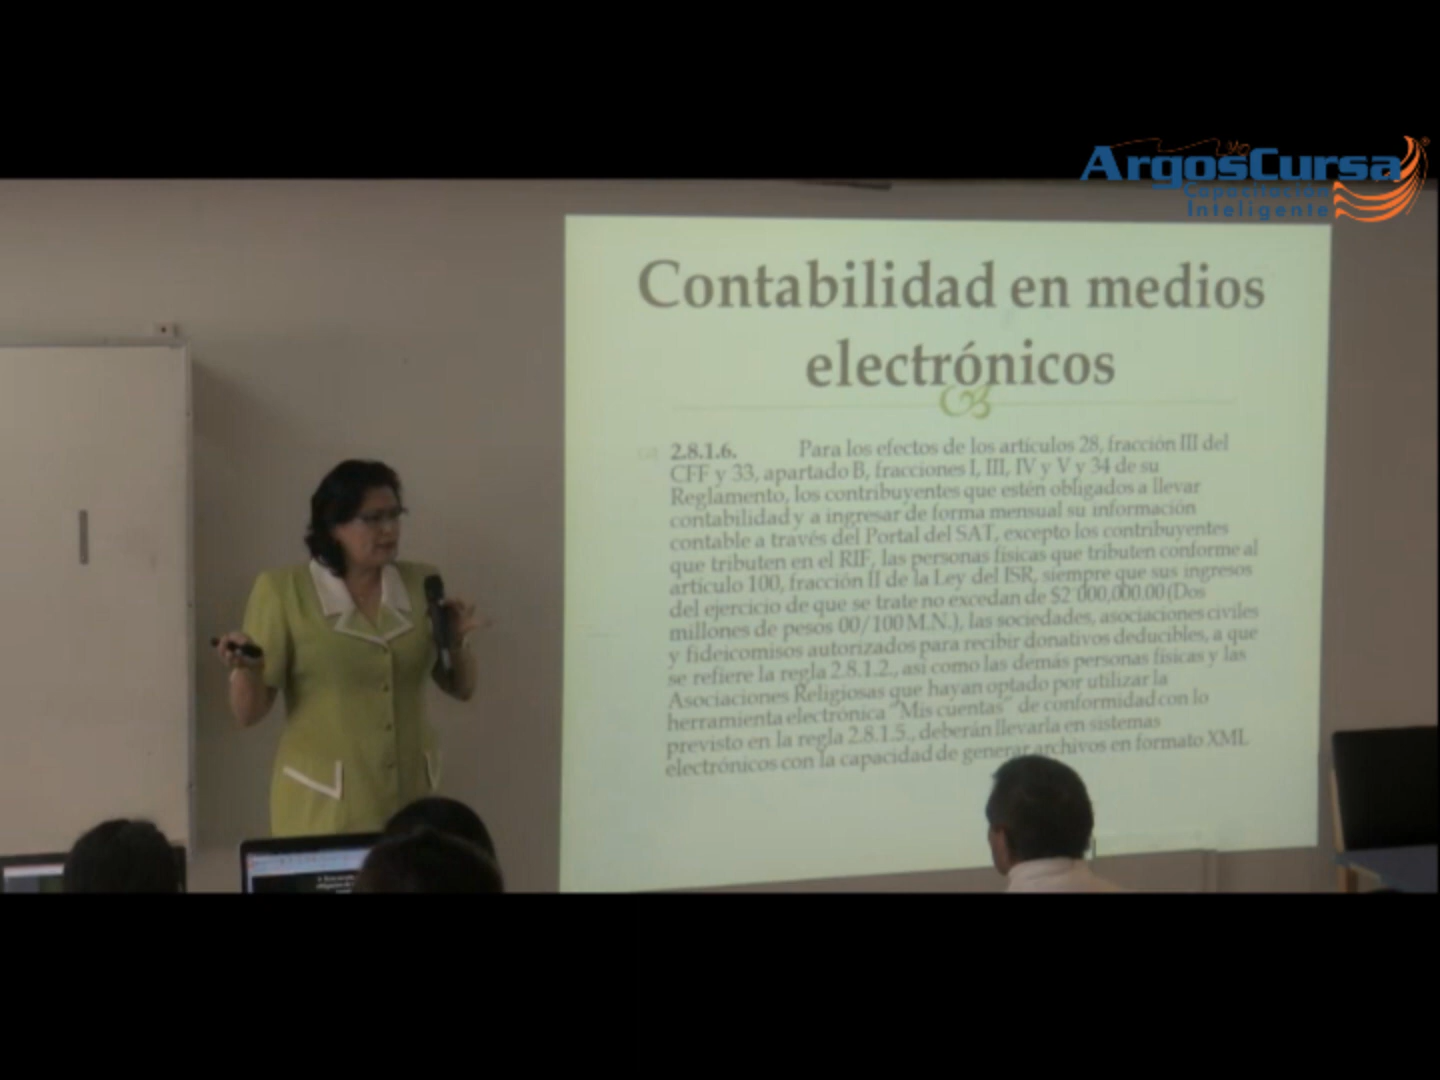 ArgosCursa
Capacitación
Inteligente
Contabilidad en medios
electrónicos
2.8.1.6. Para los efectos de los artículos 28, fracción III del
CFF y 33, apartado B, fracciones I, III, IV y V y 34 de su
Reglamento, los contribuyentes que estén obligados a llevar
contabilidad y a ingresar de forma mensual su información
contable a través del Portal del SAT, excepto los contribuyentes
que tributen en el RIF, las personas físicas que tributen conforme al
artículo 100, fracción II de la Ley del ISR, siempre que sus ingresos
del ejercicio de que se trate no excedan de $2'000,000.00 (Dos
millones de pesos 00/100 M.N.), las sociedades, asociaciones civiles
y fideicomisos autorizados para recibir donativos deducibles, a que
se refiere la regla 2.8.1.2., así como las demás personas físicas y las
Asociaciones Religiosas que hayan optado por utilizar la
herramienta electrónica "Mis cuentas" de conformidad con lo
previsto en la regla 2.8.1.5., deberán llevarla en sistemas
electrónicos con la capacidad de generar archivos en formato XML